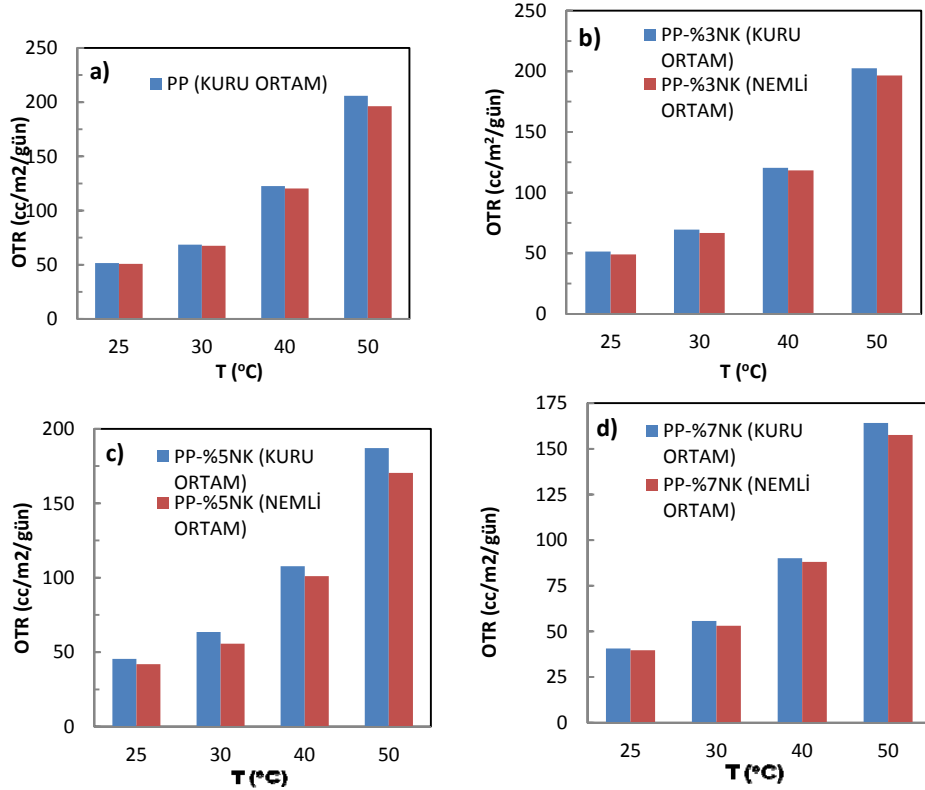 a)
PP (KURU ORTAM)
OTR (cc/m2/gün)
250
200
150
100
50
0
25 30 40 50
T (°C)
b)
PP-%3NK (KURU
ORTAM)
PP-%3NK (NEMLİ
ORTAM)
OTR (cc/m²/gün)
250
200
150
100
50
0
25 30 40 50
T (°C)
c)
PP-%5NK (KURU
ORTAM)
PP-%5NK (NEMLİ
ORTAM)
OTR (cc/m2/gün)
200
150
100
50
0
25 30 40 50
T (°C)
d)
PP-%7NK (KURU
ORTAM)
PP-%7NK (NEMLİ
ORTAM)
OTR (cc/m2/gün)
175
150
125
100
75
50
25
0
25 30 40 50
T (°C)